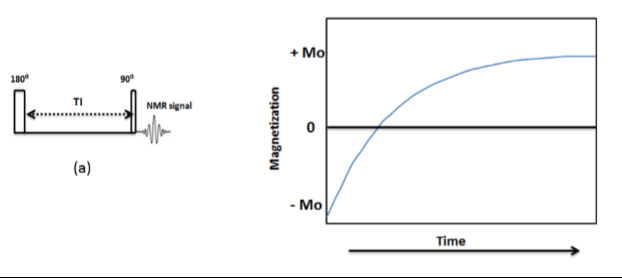 180⁰
90⁰
TI
NMR signal
(a)
+ Mo
0
- Mo
Magnetization
Time